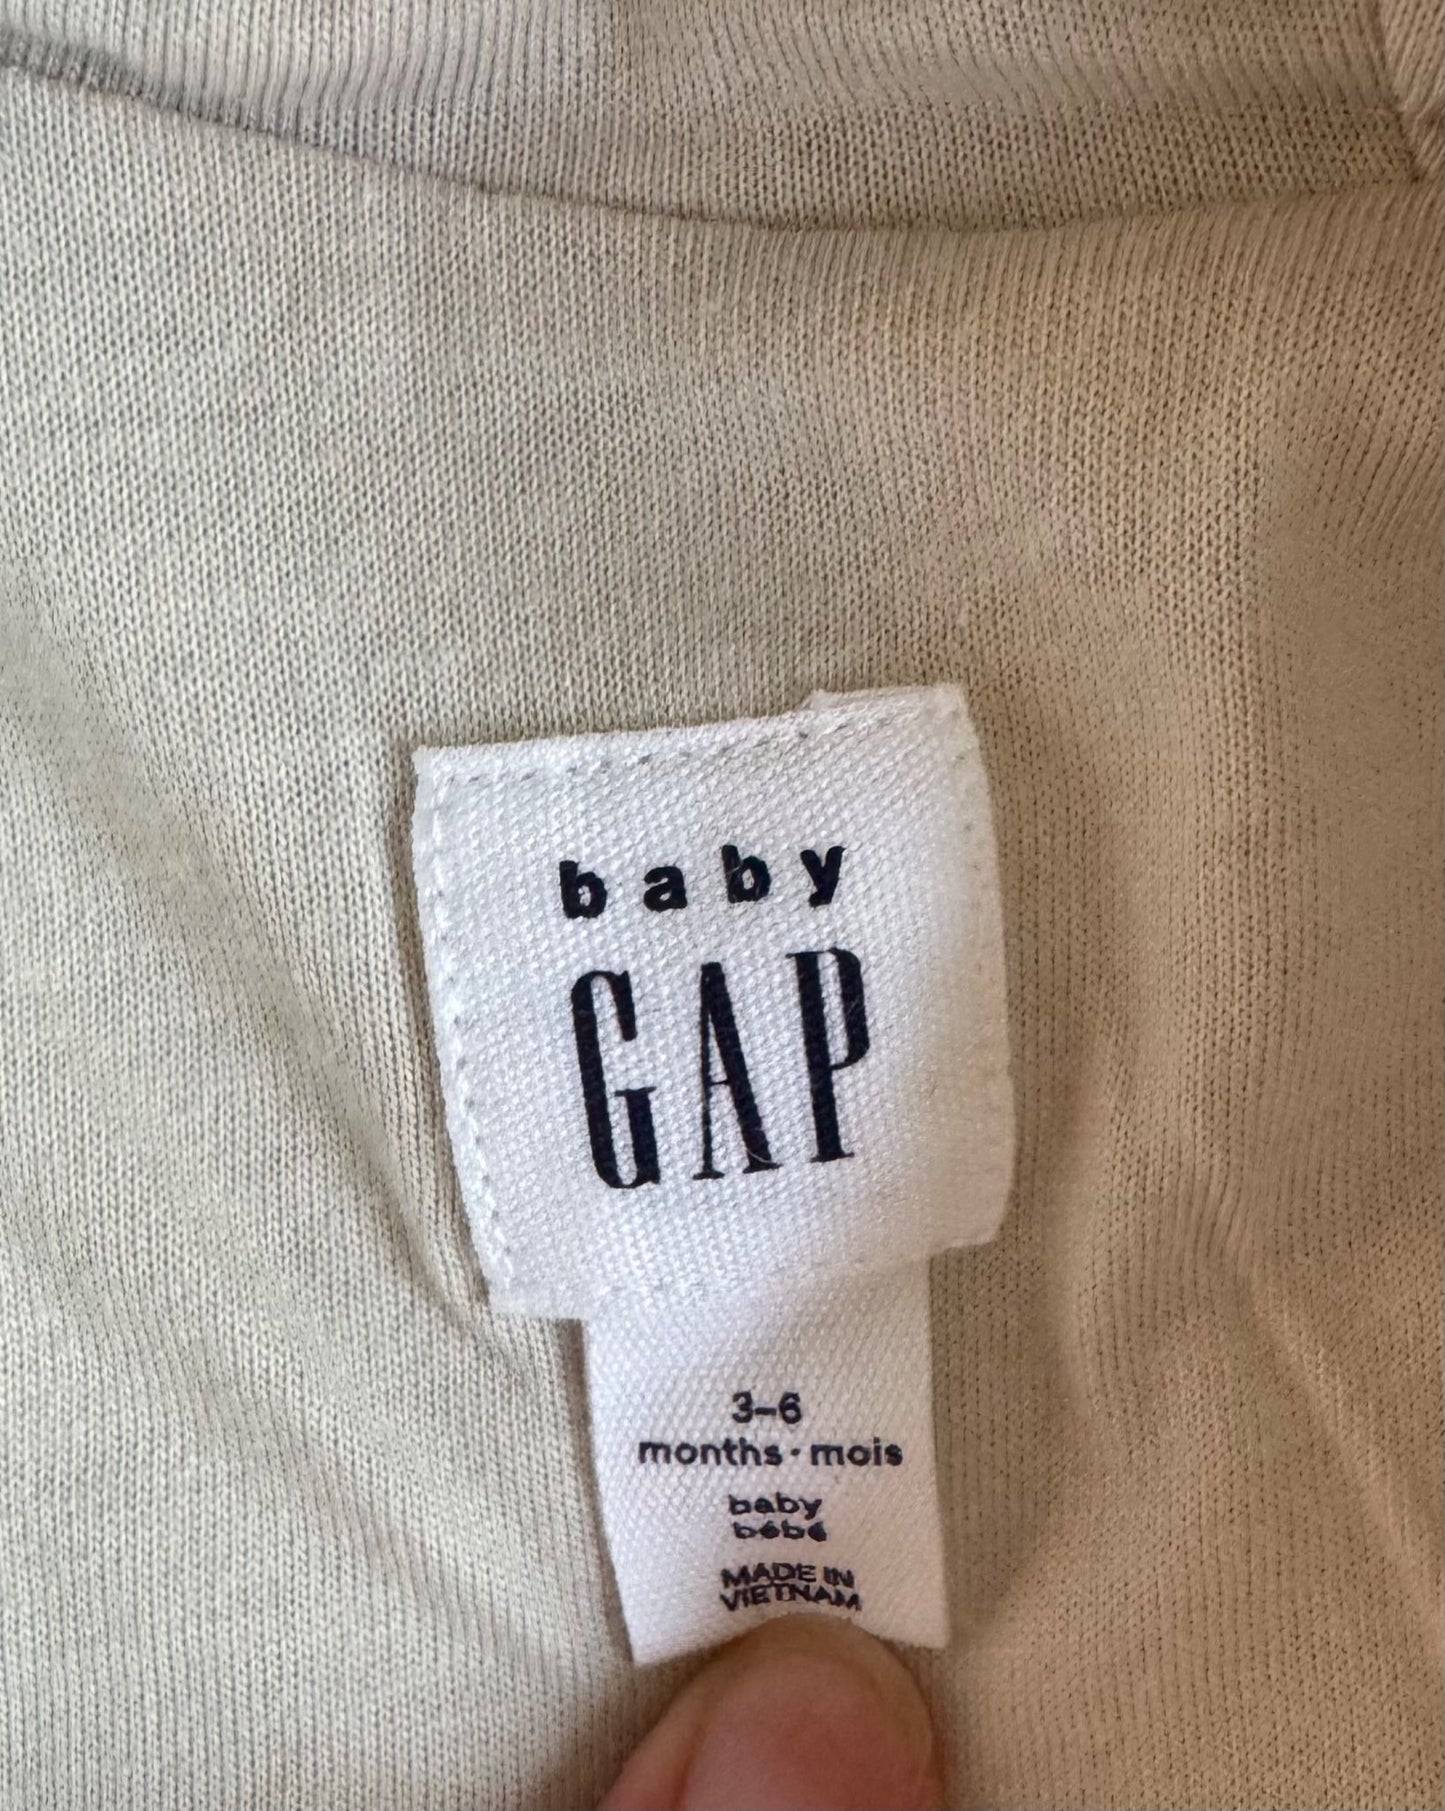 baby
GAP
3–6
months · mois
baby
bébé
MADE IN
VIETNAM